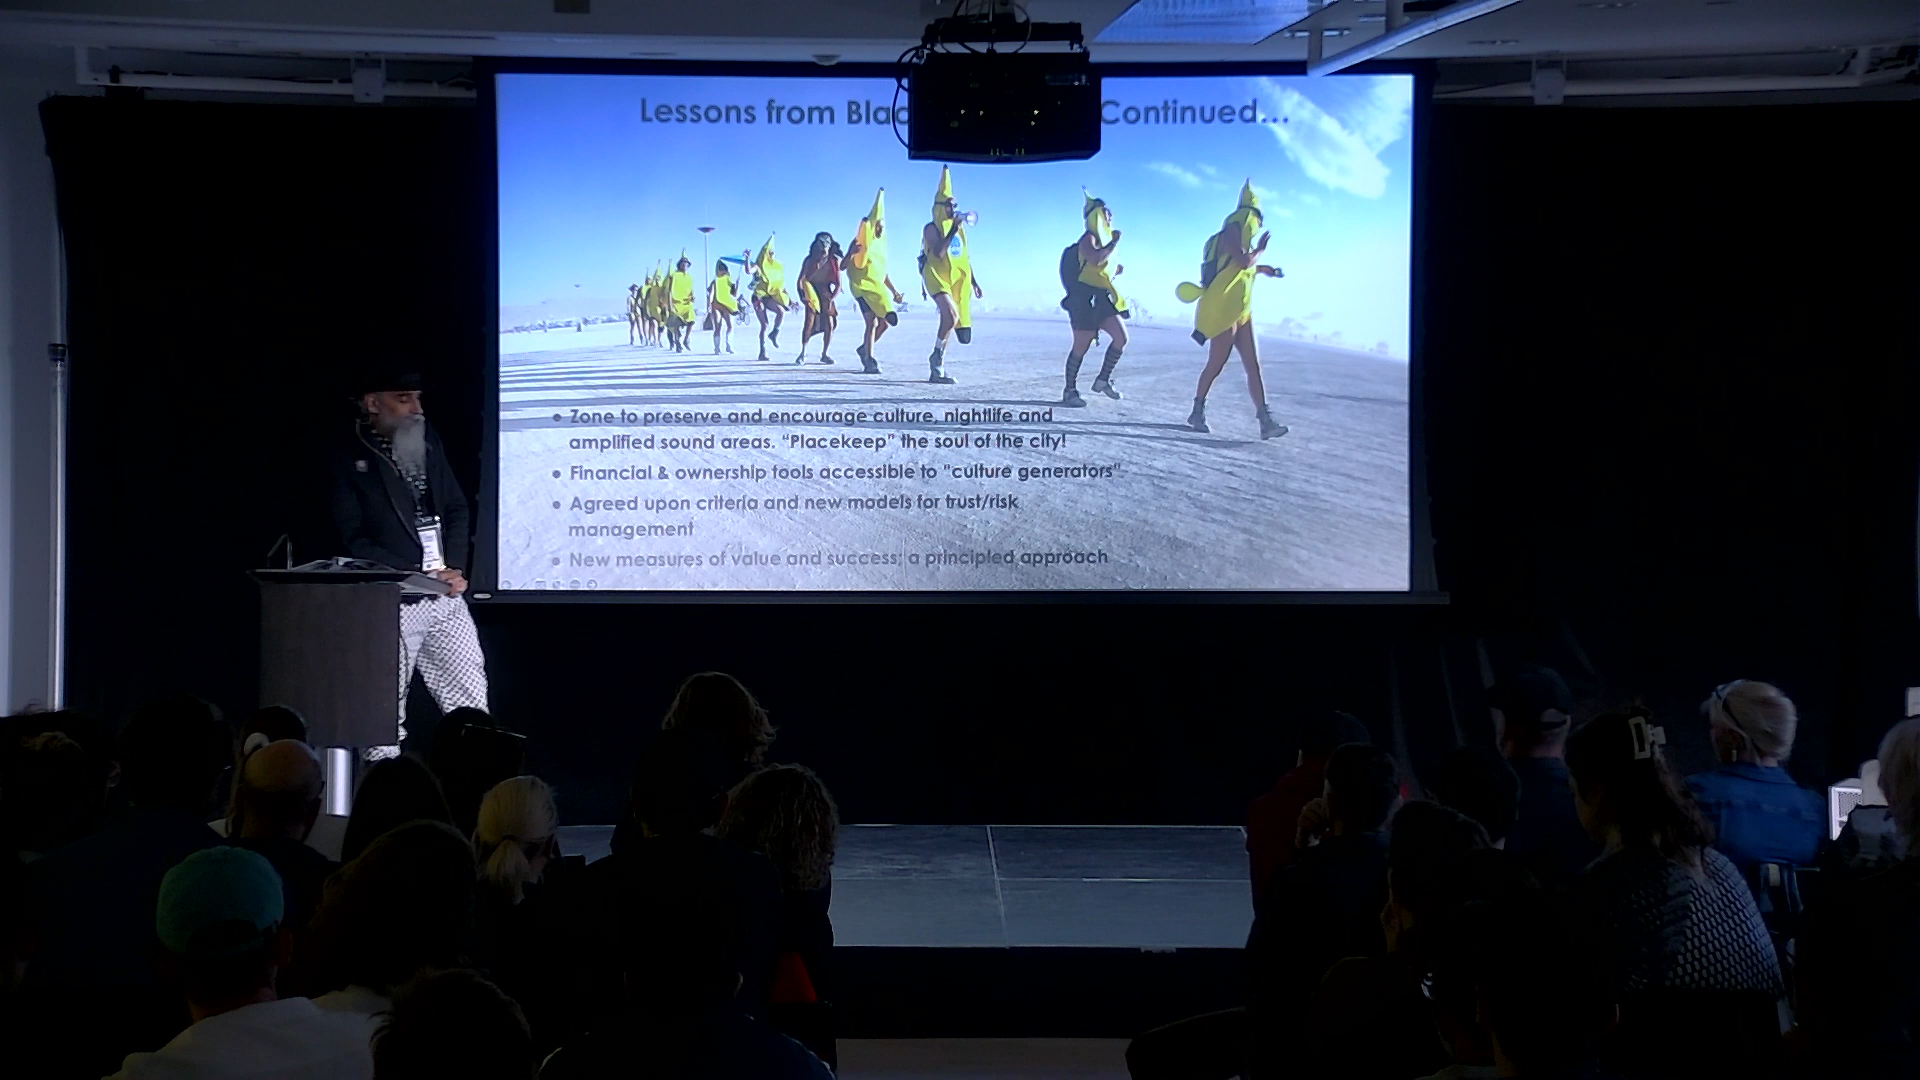 Lessons from Blac Continued...
• Zone to preserve and encourage culture, nightlife and
amplified sound areas. "Placekeep" the soul of the city!
• Financial & ownership tools accessible to "culture generators"
• Agreed upon criteria and new models for trust/risk
management
• New measures of value and success; a principled approach